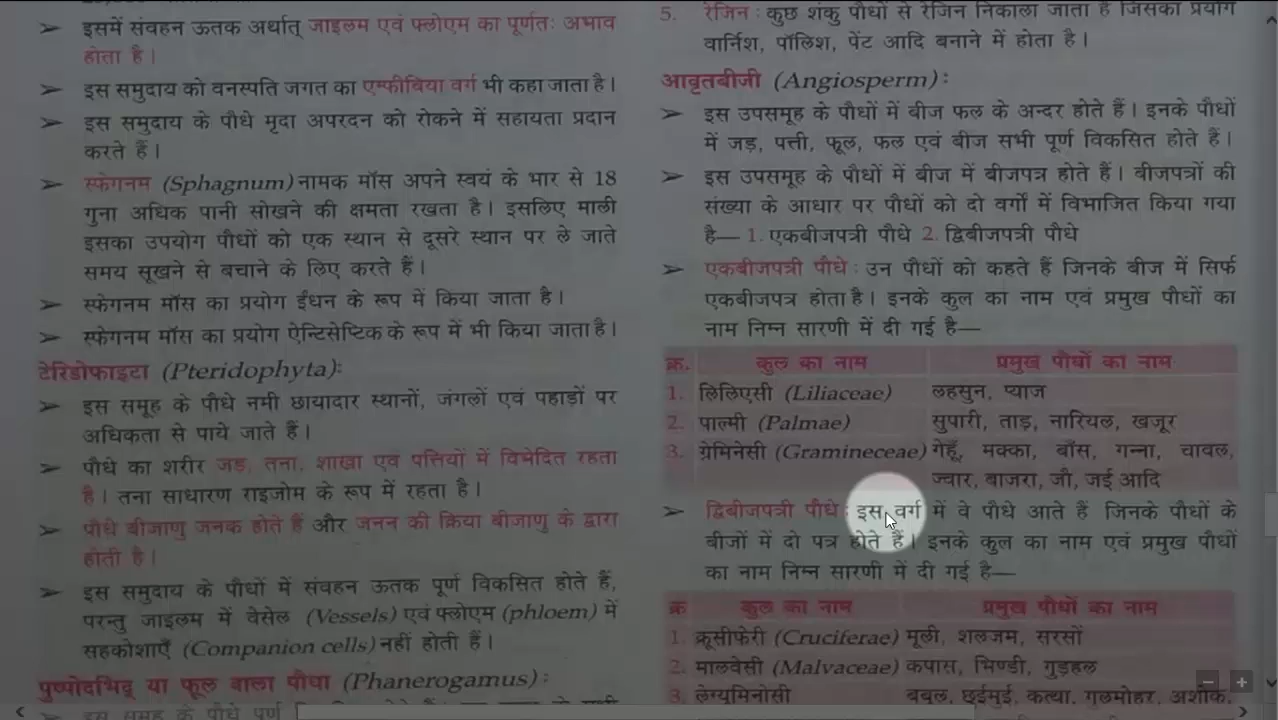 ➢ इसमें संवहन ऊतक अर्थात् जाइलम एवं फ्लोएम का पूर्णतः अभाव
होता है।
➢ इस समुदाय को वनस्पति जगत का एम्फीबिया वर्ग भी कहा जाता है।
➢ इस समुदाय के पौधे मृदा अपरदन को रोकने में सहायता प्रदान
करते हैं।
➢ स्फेगनम (Sphagnum) नामक मॉस अपने स्वयं के भार से 18
गुना अधिक पानी सोखने की क्षमता रखता है। इसलिए माली
इसका उपयोग पौधों को एक स्थान से दूसरे स्थान पर ले जाते
समय सूखने से बचाने के लिए करते हैं।
➢ स्फेगनम मॉस का प्रयोग ईंधन के रूप में किया जाता है।
➢ स्फेगनम मॉस का प्रयोग ऐन्टिसेप्टिक के रूप में भी किया जाता है।
टेरिडोफाइटा (Pteridophyta):
➢ इस समूह के पौधे नमी छायादार स्थानों, जंगलों एवं पहाड़ों पर
अधिकता से पाये जाते हैं।
➢ पौधे का शरीर जड़, तना, शाखा एवं पत्तियों में विभेदित रहता
है। तना साधारण राइजोम के रूप में रहता है।
➢ पौधे बीजाणु जनक होते हैं और जनन की क्रिया बीजाणु के द्वारा
होती है।
➢ इस समुदाय के पौधों में संवहन ऊतक पूर्ण विकसित होते हैं,
परन्तु जाइलम में वेसेल (Vessels) एवं फ्लोएम (phloem) में
सहकोशाएँ (Companion cells) नहीं होती हैं।
पुष्पोदभिद् या फूल वाला पौधा (Phanerogamus):
➢ इस समूह के पौधे पूर्ण
5. रेजिन : कुछ शंकु पौधों से रेजिन निकाला जाता है जिसका प्रयोग
वार्निश, पॉलिश, पेंट आदि बनाने में होता है।
आवृतबीजी (Angiosperm):
➢ इस उपसमूह के पौधों में बीज फल के अन्दर होते हैं। इनके पौधों
में जड़, पत्ती, फूल, फल एवं बीज सभी पूर्ण विकसित होते हैं।
➢ इस उपसमूह के पौधों में बीज में बीजपत्र होते हैं। बीजपत्रों की
संख्या के आधार पर पौधों को दो वर्गों में विभाजित किया गया
है— 1. एकबीजपत्री पौधे 2. द्विबीजपत्री पौधे
➢ एकबीजपत्री पौधे : उन पौधों को कहते हैं जिनके बीज में सिर्फ
एकबीजपत्र होता है। इनके कुल का नाम एवं प्रमुख पौधों का
नाम निम्न सारणी में दी गई है—
क्र. कुल का नाम प्रमुख पौधों का नाम
1. लिलिएसी (Liliaceae) लहसुन, प्याज
2. पाल्मी (Palmae) सुपारी, ताड़, नारियल, खजूर
3. ग्रेमिनेसी (Gramineceae) गेहूँ, मक्का, बाँस, गन्ना, चावल,
ज्वार, बाजरा, जौ, जई आदि
➢ द्विबीजपत्री पौधे : इस वर्ग में वे पौधे आते हैं जिनके पौधों के
बीजों में दो पत्र होते हैं। इनके कुल का नाम एवं प्रमुख पौधों
का नाम निम्न सारणी में दी गई है—
क्र कुल का नाम प्रमुख पौधों का नाम
1. क्रूसीफेरी (Cruciferae) मूली, शलजम, सरसों
2. मालवेसी (Malvaceae) कपास, भिण्डी, गुड़हल
3. लेग्यूमिनोसी बबूल, छुईमुई, कत्था, गुलमोहर, अशोक,